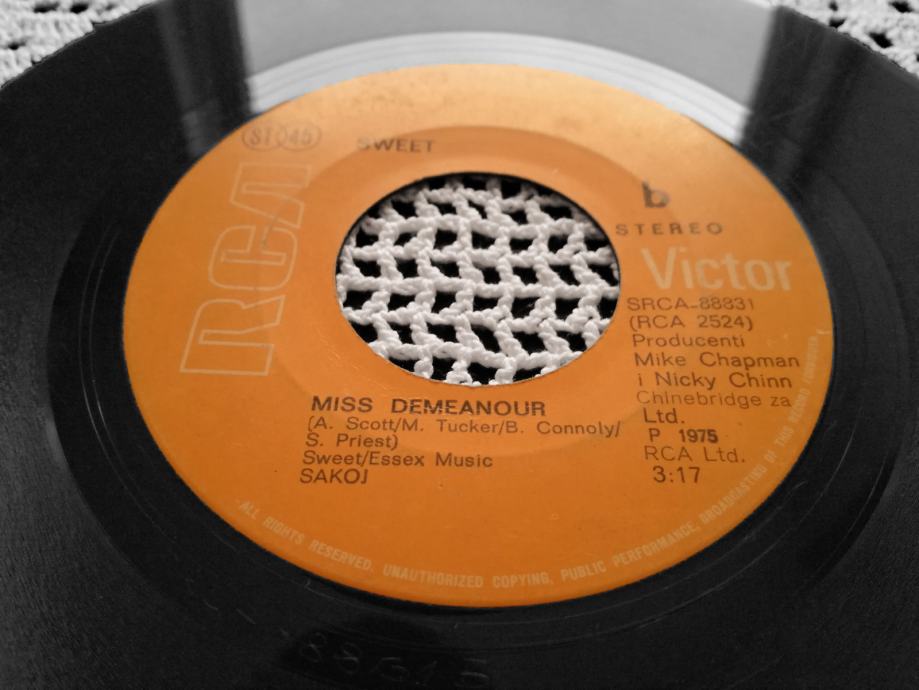 ST-45
SWEET
b
STEREO
RCA
Victor
SRCA-88831
(RCA 2524)
Producenti
Mike Chapman
i Nicky Chinn
Chinebridge za
Ltd.
P 1975
RCA Ltd.
3:17
MISS DEMEANOUR
(A. Scott/M. Tucker/B. Connoly/
S. Priest)
Sweet/Essex Music
SAKOJ
ALL RIGHTS RESERVED. UNAUTHORIZED COPYING, PUBLIC PERFORMANCE, BROADCASTING OF THIS RECORD FORBIDDEN